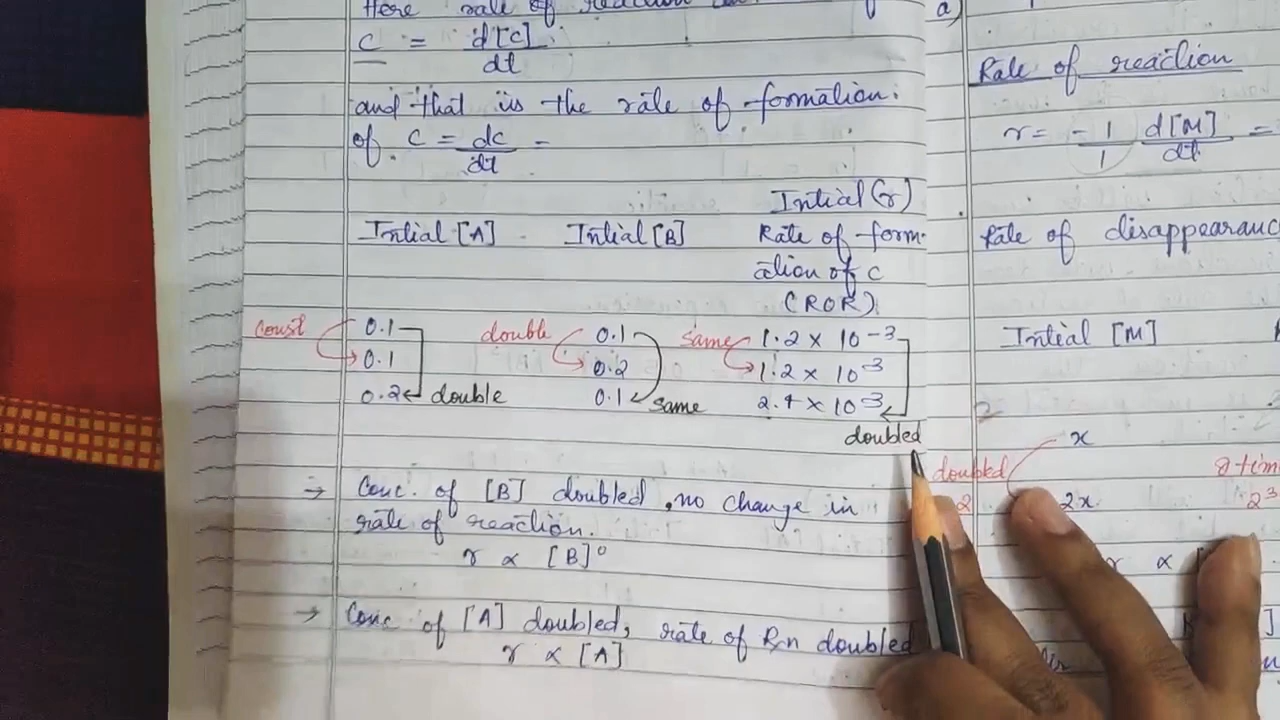 Here rate of reaction
C = d[C]
dt
and that is the rate of formation.
of C = dc
dt =
Intial (r)
Intial [A] Intial [B] Rate of form-
ation of C
(ROR)
const 0.1 double 0.1 same 1.2 × 10-3
0.1 0.2 1.2 × 10-3
0.2 double 0.1 same 2.4 × 10-3
doubled
→ Conc. of [B] doubled, no change in
rate of reaction.
r ∝ [B]⁰
→ Conc of [A] doubled, rate of Rxn doubled
r ∝ [A]
a)
Rate of reaction
r = -1 d[M] =
1 dt
Rate of disappearanc
Intial [M]
x
doubled
2 2x 2³
∝ [